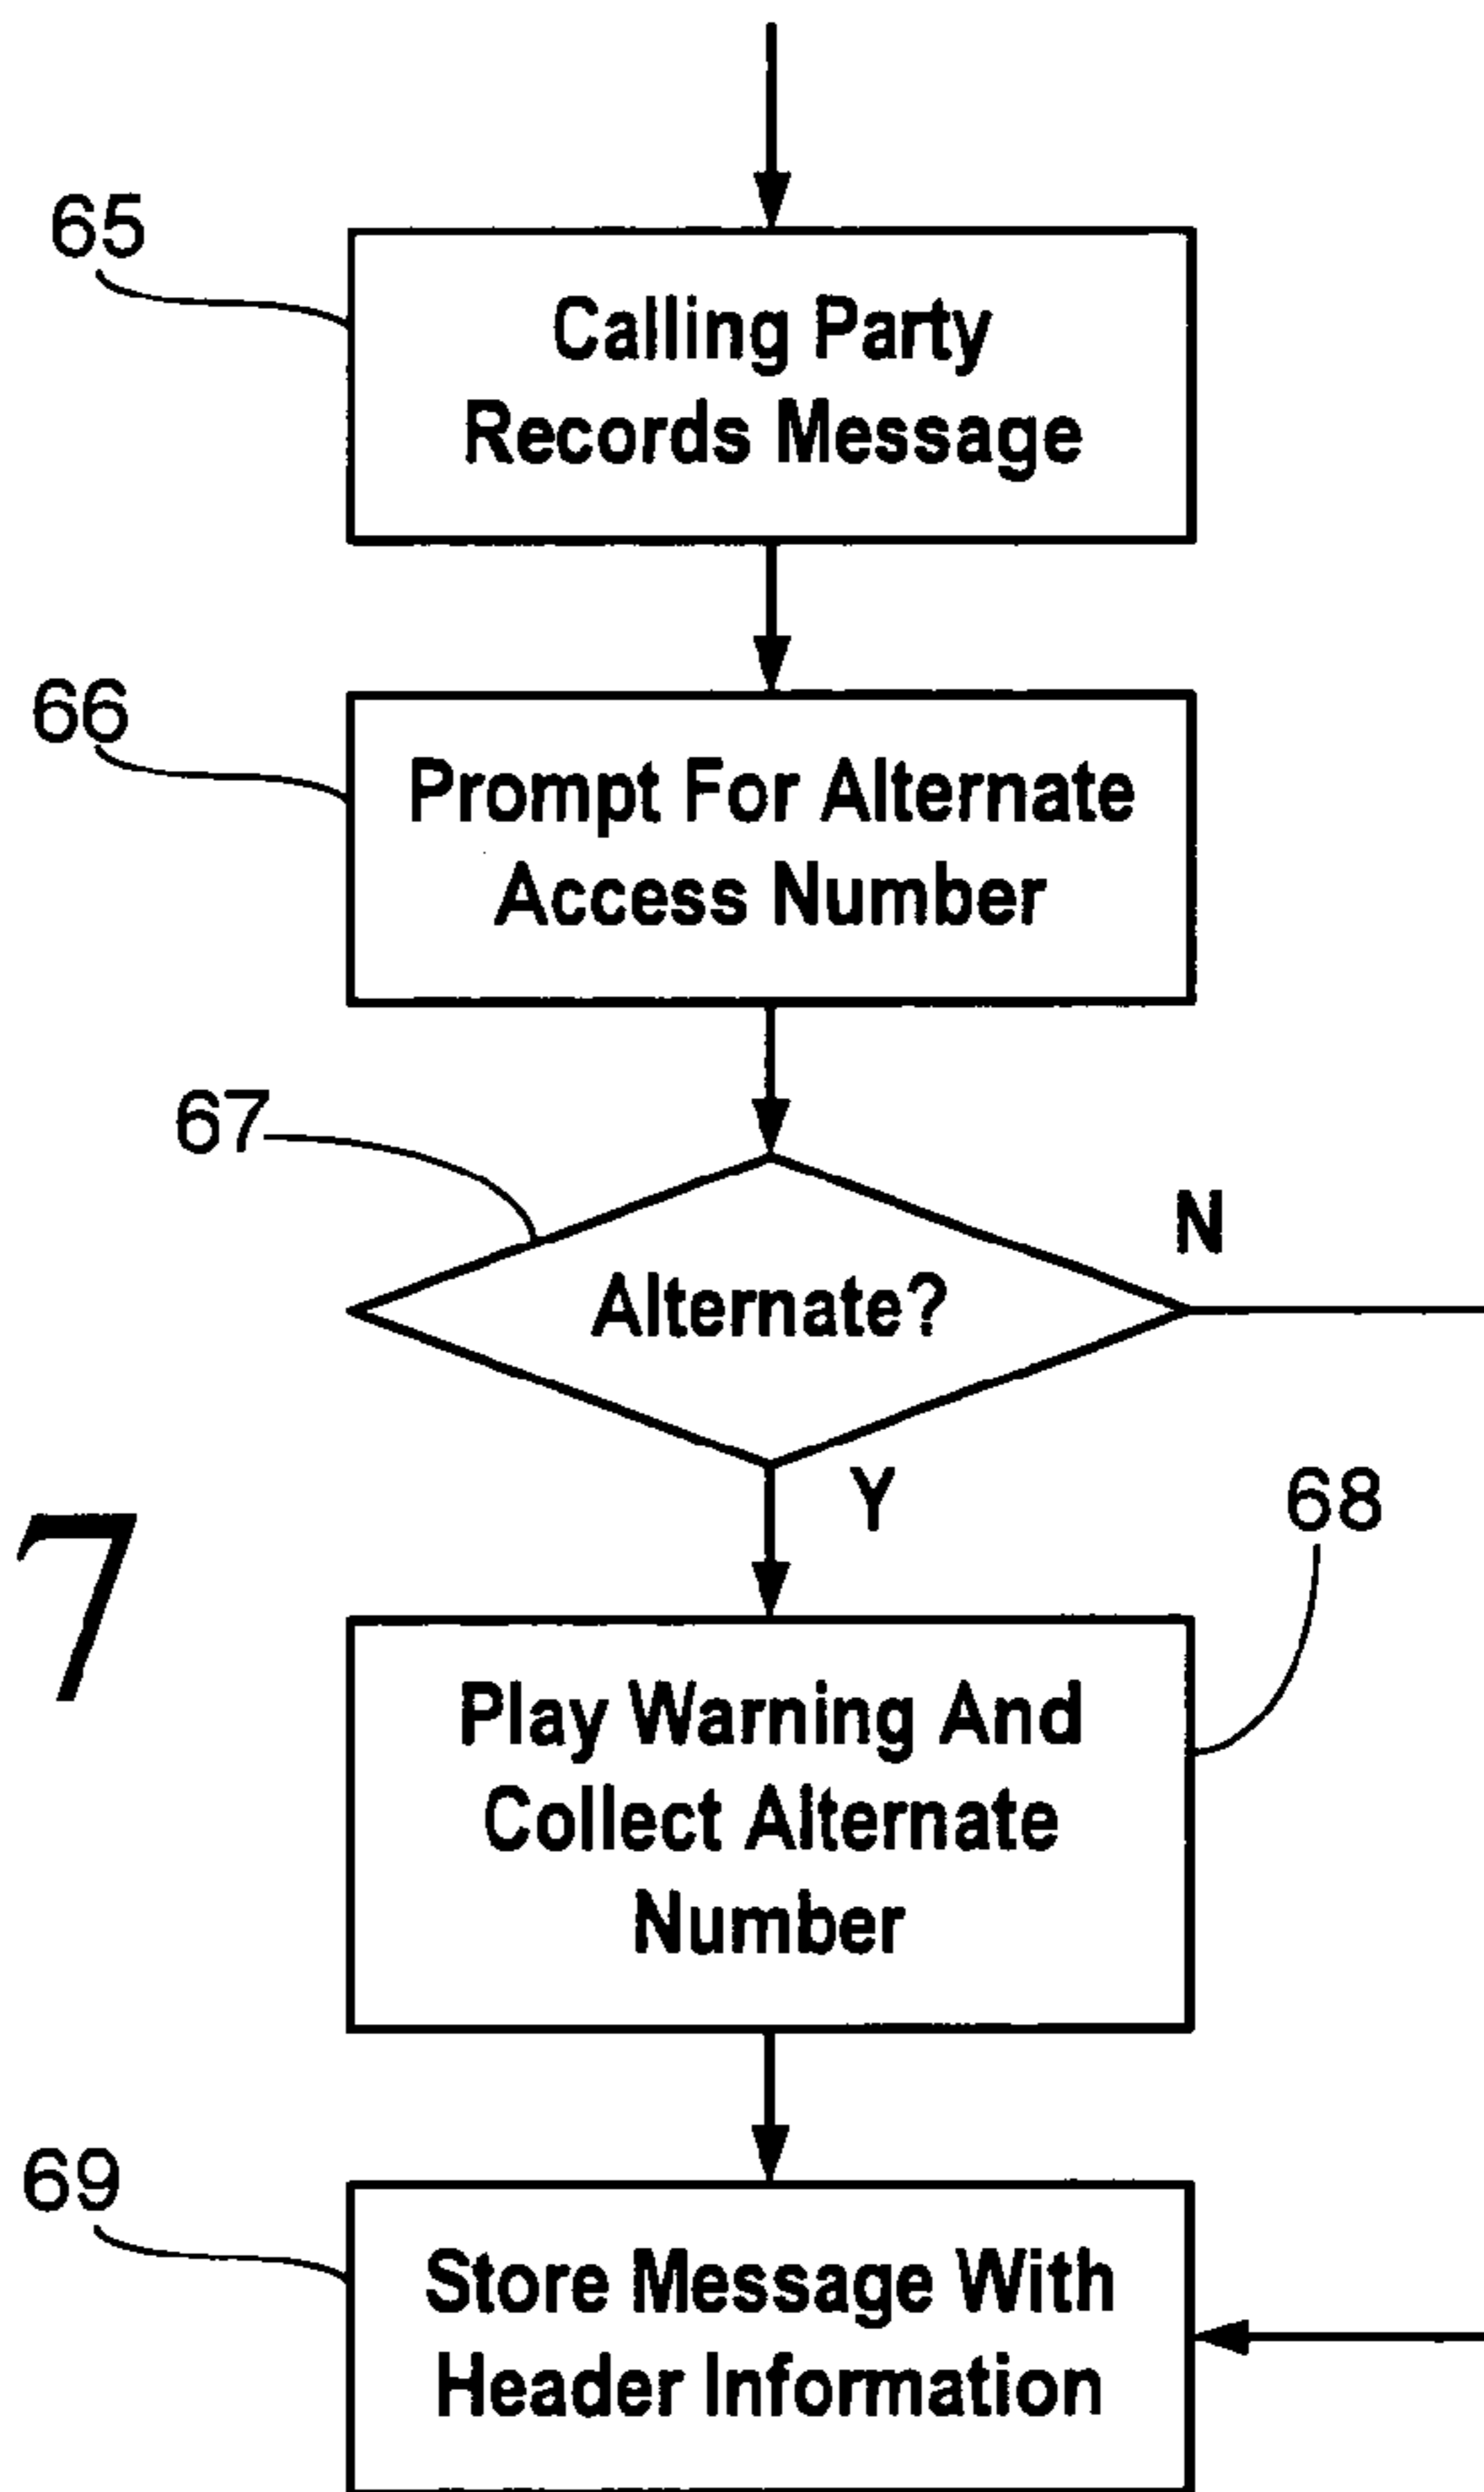 65
Calling Party
Records Message
66
Prompt For Alternate
Access Number
67
N
Alternate?
Y
68
7
Play Warning And
Collect Alternate
Number
69
Store Message With
Header Information